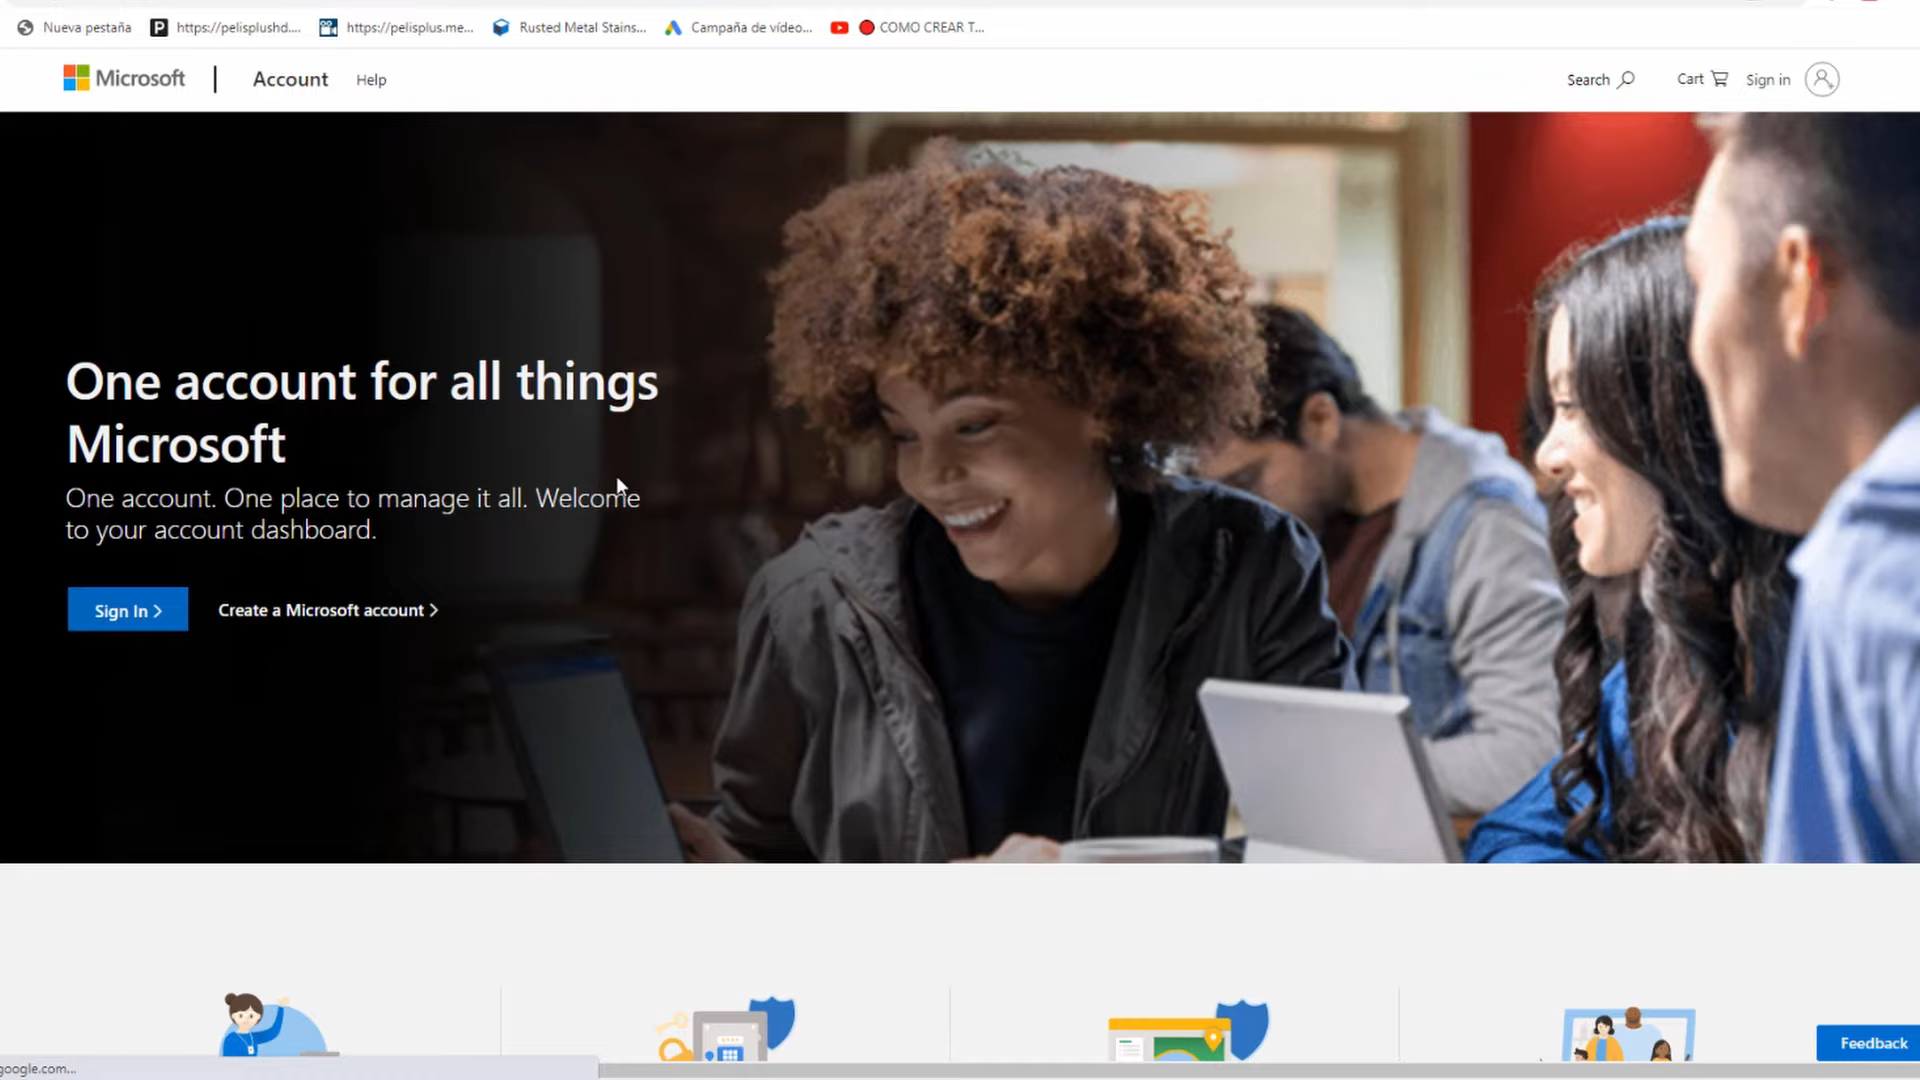 Nueva pestaña https://pelisplushd.... https://pelisplus.me... Rusted Metal Stains... Campaña de vídeo... COMO CREAR T...
Microsoft | Account Help Search Cart Sign in
One account for all things
Microsoft
One account. One place to manage it all. Welcome
to your account dashboard.
Sign In > Create a Microsoft account >
Feedback
google.com...